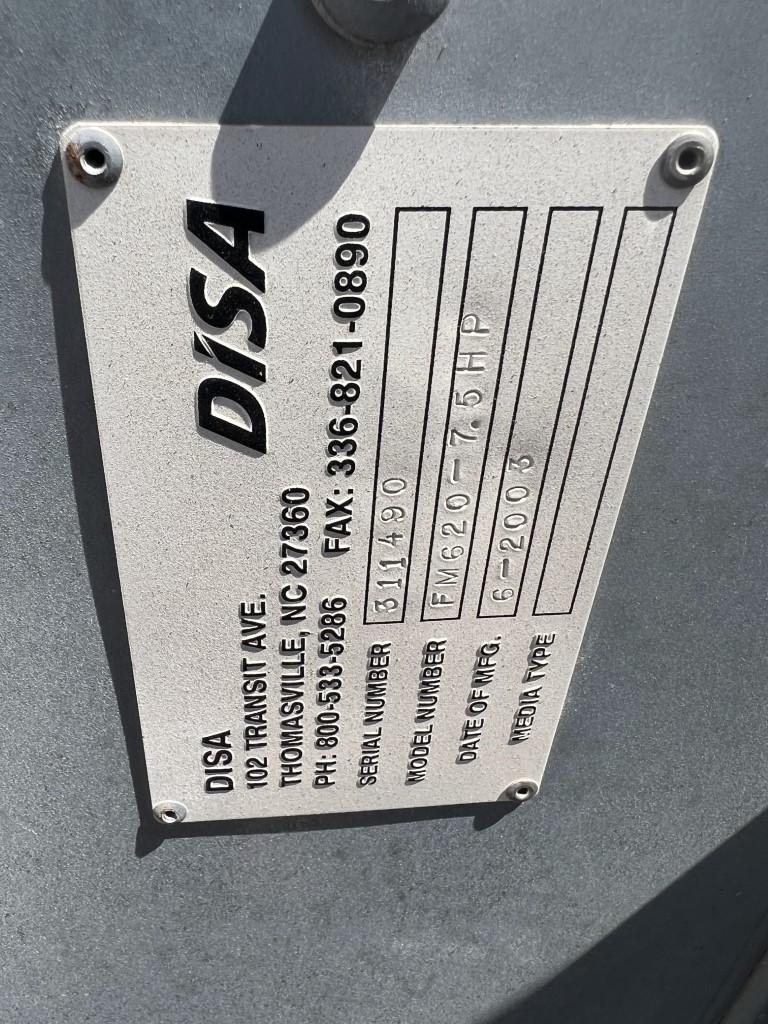 DISA
DISA
102 TRANSIT AVE.
THOMASVILLE, NC 27360
PH: 800-533-5286 FAX: 336-821-0890
SERIAL NUMBER 311490
MODEL NUMBER FM620-7.5HP
DATE OF MFG. 6-2003
MEDIA TYPE